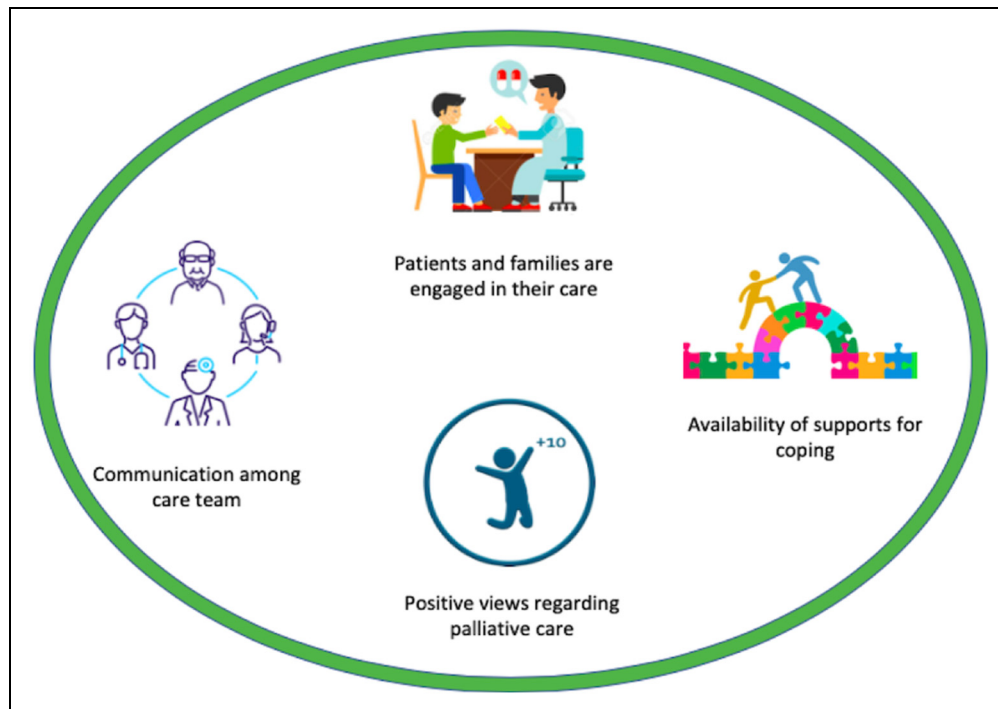 Patients and families are
engaged in their care
Availability of supports for
coping
Communication among
care team
+10
Positive views regarding
palliative care